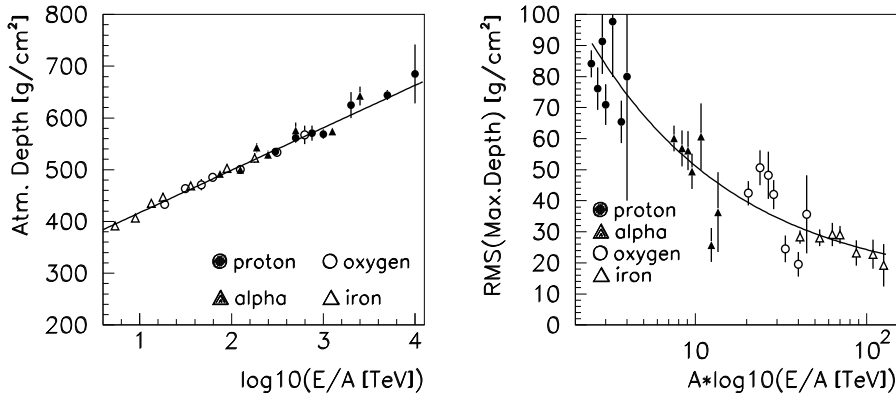 Atm. Depth [g/cm²]
800
700
600
500
400
300
200
proton
oxygen
alpha
iron
1
2
3
4
log10(E/A [TeV])
RMS(Max.Depth) [g/cm²]
100
90
80
70
60
50
40
30
20
10
0
proton
alpha
oxygen
iron
10
10²
A*log10(E/A [TeV])